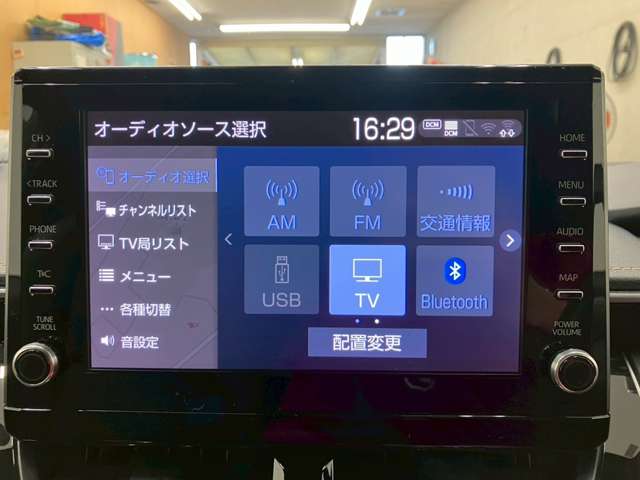 オーディオソース選択 16:29 DCM DCM
CH >
<TRACK
PHONE
TUNE
SCROLL
オーディオ選択
チャンネルリスト
TV局リスト
メニュー
各種切替
音設定
AM
FM
交通情報
USB
TV
Bluetooth
配置変更
HOME
MENU
AUDIO
MAP
POWER
VOLUME